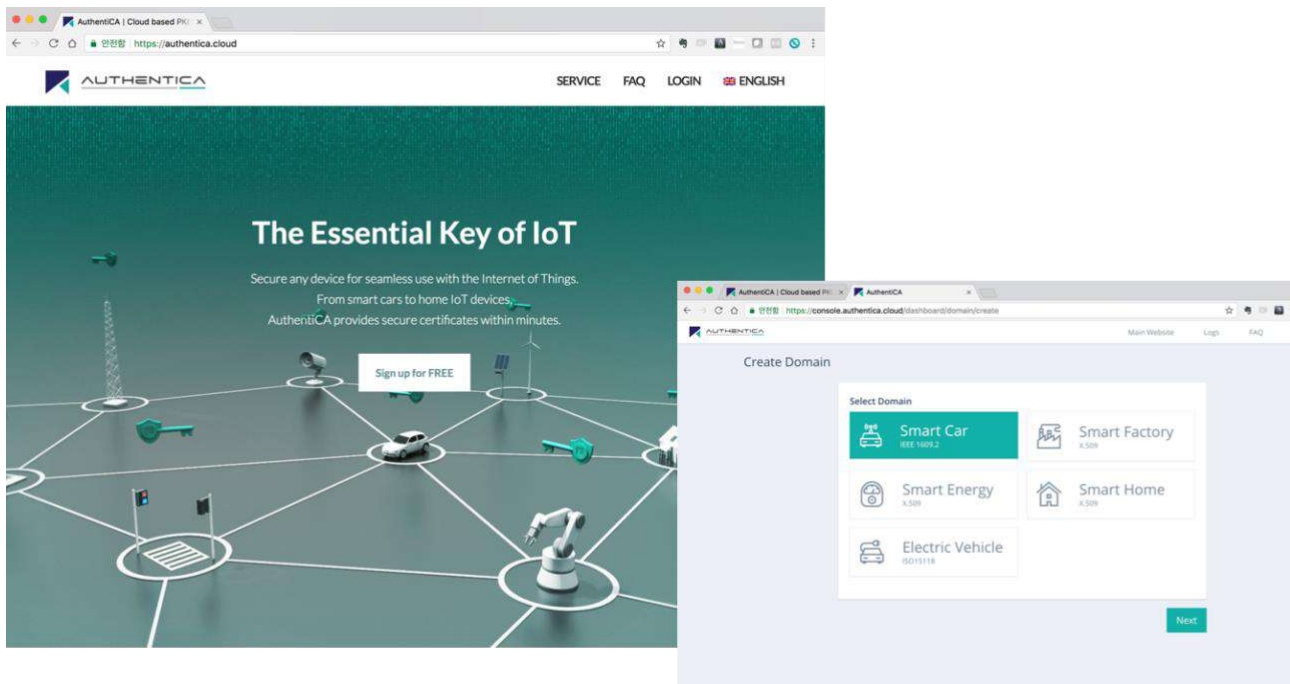 AuthentiCA | Cloud based PKI
안전함 https://authentica.cloud
AUTHENTICA
SERVICE FAQ LOGIN ENGLISH
The Essential Key of IoT
Secure any device for seamless use with the Internet of Things.
From smart cars to home IoT devices,
AuthentiCA provides secure certificates within minutes.
Sign up for FREE
AuthentiCA | Cloud based PKI AuthentiCA
안전함 https://console.authentica.cloud/dashboard/domain/create
AUTHENTICA Main Website Logs FAQ
Create Domain
Select Domain
Smart Car
IEEE 1609.2
Smart Factory
X.509
Smart Energy
X.509
Smart Home
X.509
Electric Vehicle
ISO15118
Next